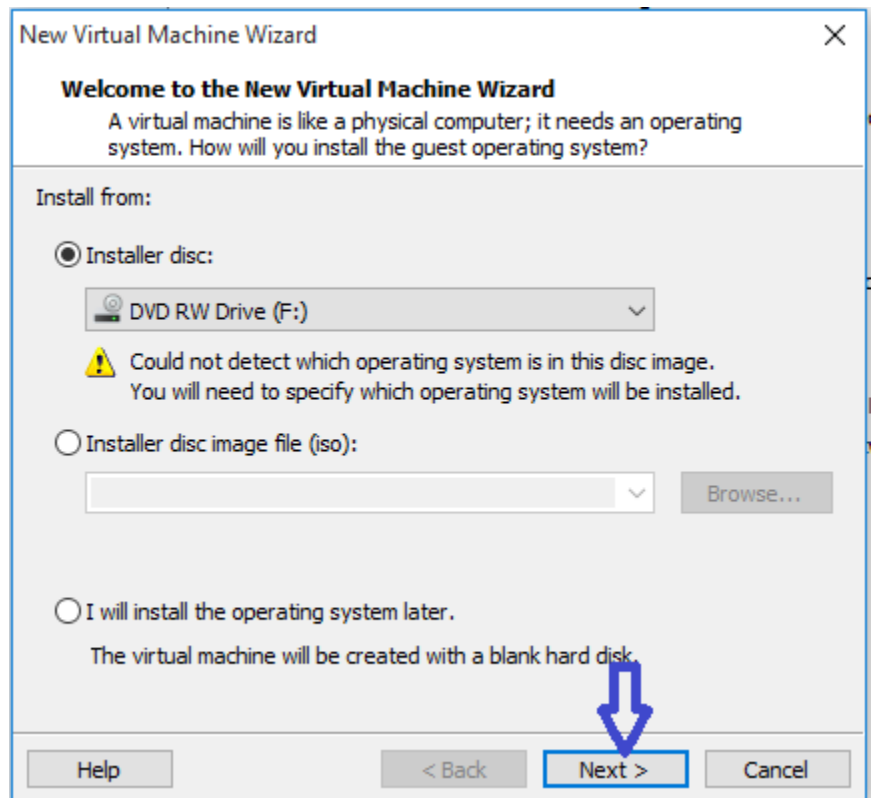 New Virtual Machine Wizard
Welcome to the New Virtual Machine Wizard
A virtual machine is like a physical computer; it needs an operating
system. How will you install the guest operating system?
Install from:
Installer disc:
DVD RW Drive (F:)
Could not detect which operating system is in this disc image.
You will need to specify which operating system will be installed.
Installer disc image file (iso):
Browse...
I will install the operating system later.
The virtual machine will be created with a blank hard disk.
Help < Back Next > Cancel